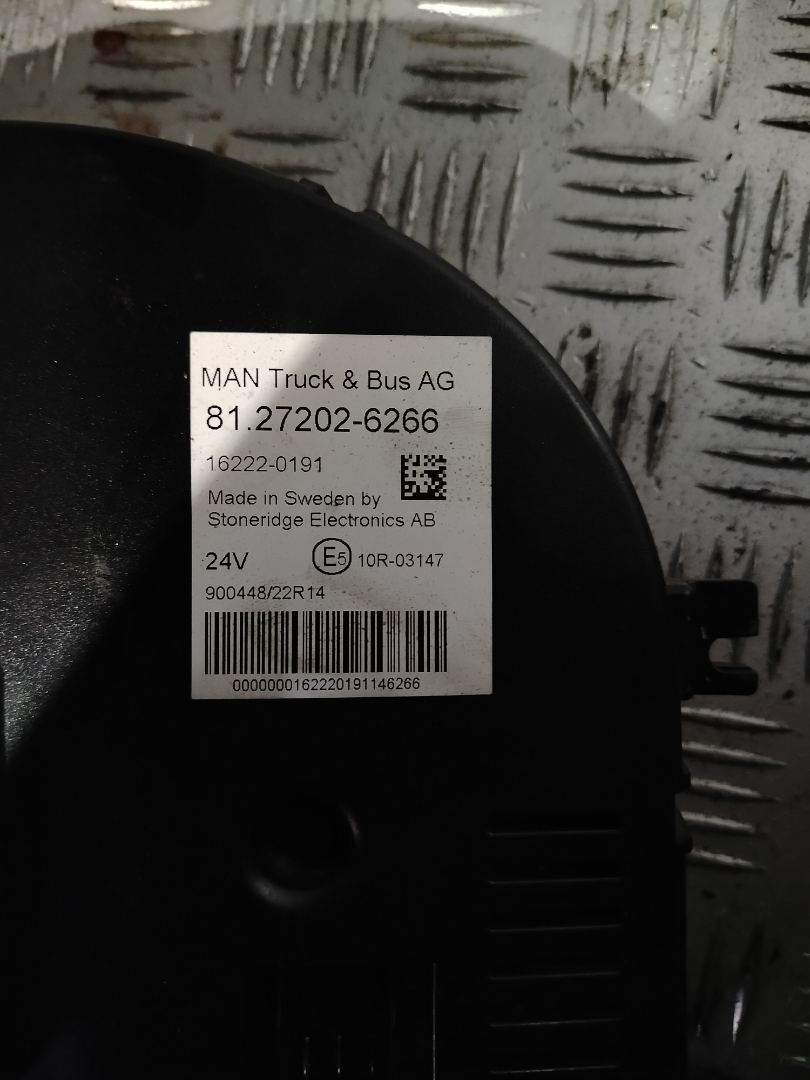 MAN Truck & Bus AG
81.27202-6266
16222-0191
Made in Sweden by
Stoneridge Electronics AB
24V E5 10R-03147
900448/22R14
0000000162220191146266